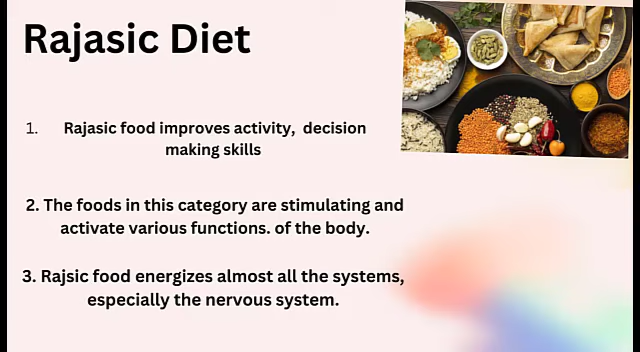 Rajasic Diet
1. Rajasic food improves activity, decision
making skills
2. The foods in this category are stimulating and
activate various functions. of the body.
3. Rajsic food energizes almost all the systems,
especially the nervous system.